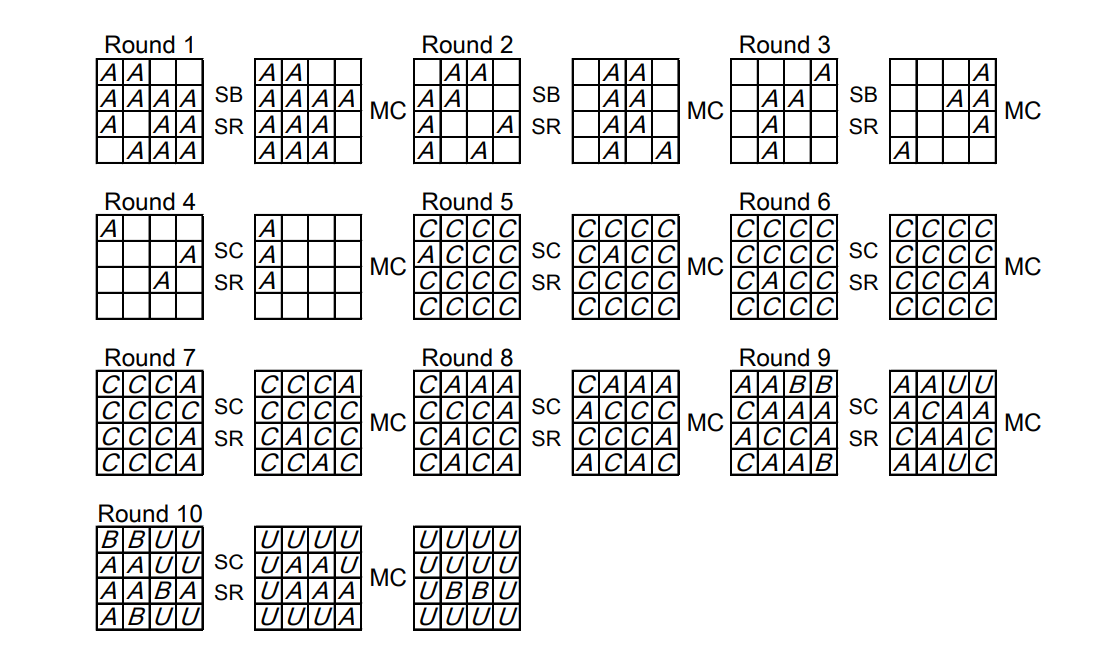 Round 1 Round 2 Round 3
A A A A A A A A A A
A A A A SB A A A A A A SB A A A A SB A A
MC MC MC
A A A SR A A A A A SR A A A SR A
A A A A A A A A A A A A
Round 4 Round 5 Round 6
A A C C C C C C C C C C C C C C C C
A SC A A C C C SC C A C C C C C C SC C C C C
MC MC MC
A SR A C C C C SR C C C C C A C C SR C C C A
C C C C C C C C C C C C C C C C
Round 7 Round 8 Round 9
C C C A C C C A C A A A C A A A A A B B A A U U
C C C C SC C C C C C C C A SC A C C C C A A A SC A C A A
MC MC MC
C C C A SR C A C C C A C C SR C C C A A C C A SR C A A C
C C C A C C A C C A C A A C A C C A A B A A U C
Round 10
B B U U U U U U U U U U
A A U U SC U A A U U U U U
MC
A A B A SR U A A A U B B U
A B U U U U U A U U U U